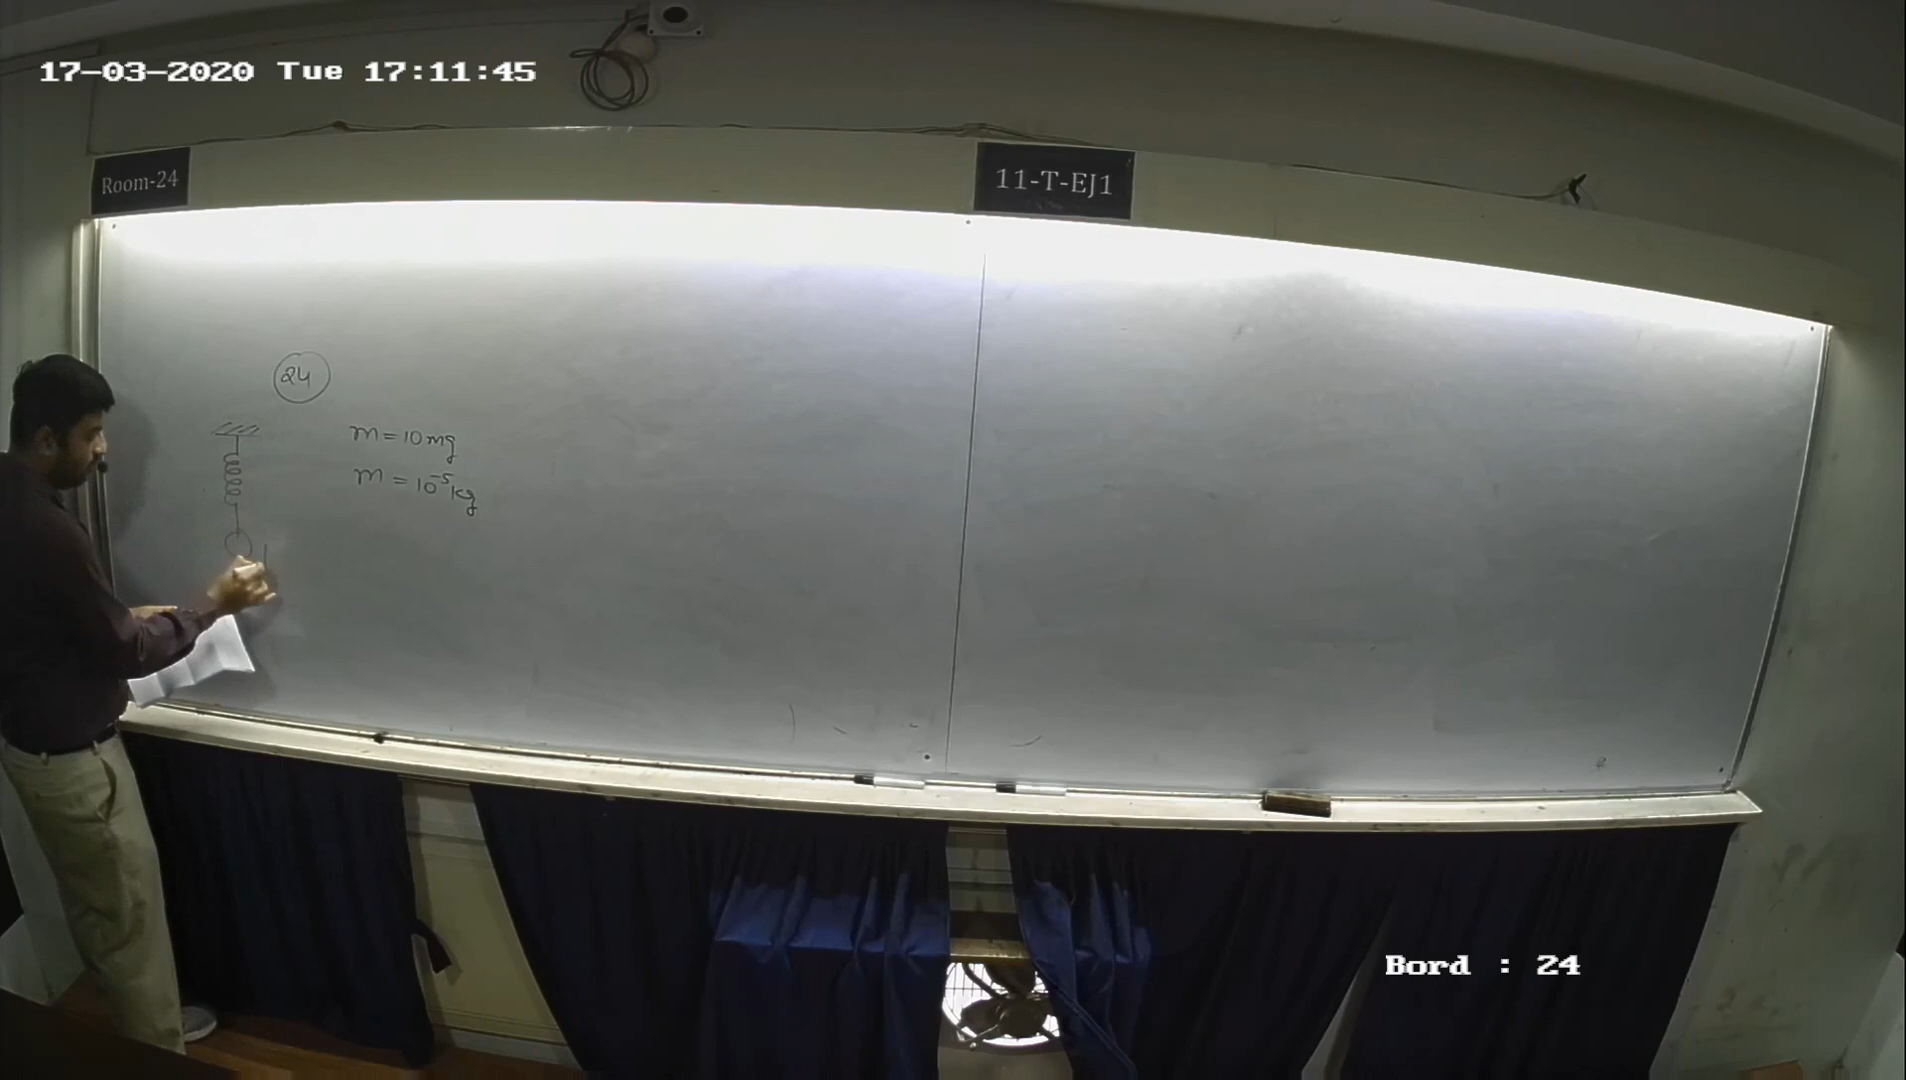 17-03-2020 Tue 17:11:45
Room-24
11-T-EJ1
24
m = 10 mg
m = 10⁻⁵ kg
Bord : 24